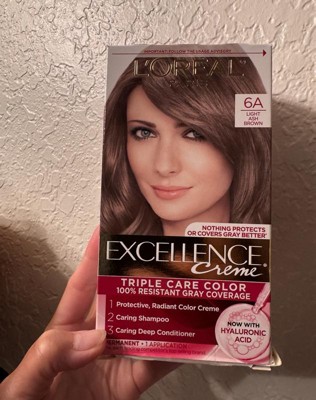 L'ORÉAL
6A
LIGHT
ASH
BROWN
NOTHING PROTECTS
OR COVERS GRAY BETTER
EXCELLENCE
Creme
TRIPLE CARE COLOR
100% RESISTANT GRAY COVERAGE
1 Protective, Radiant Color Creme
2 Caring Shampoo
3 Caring Deep Conditioner
NOW WITH
HYALURONIC
ACID
PERMANENT • 1 APPLICATION